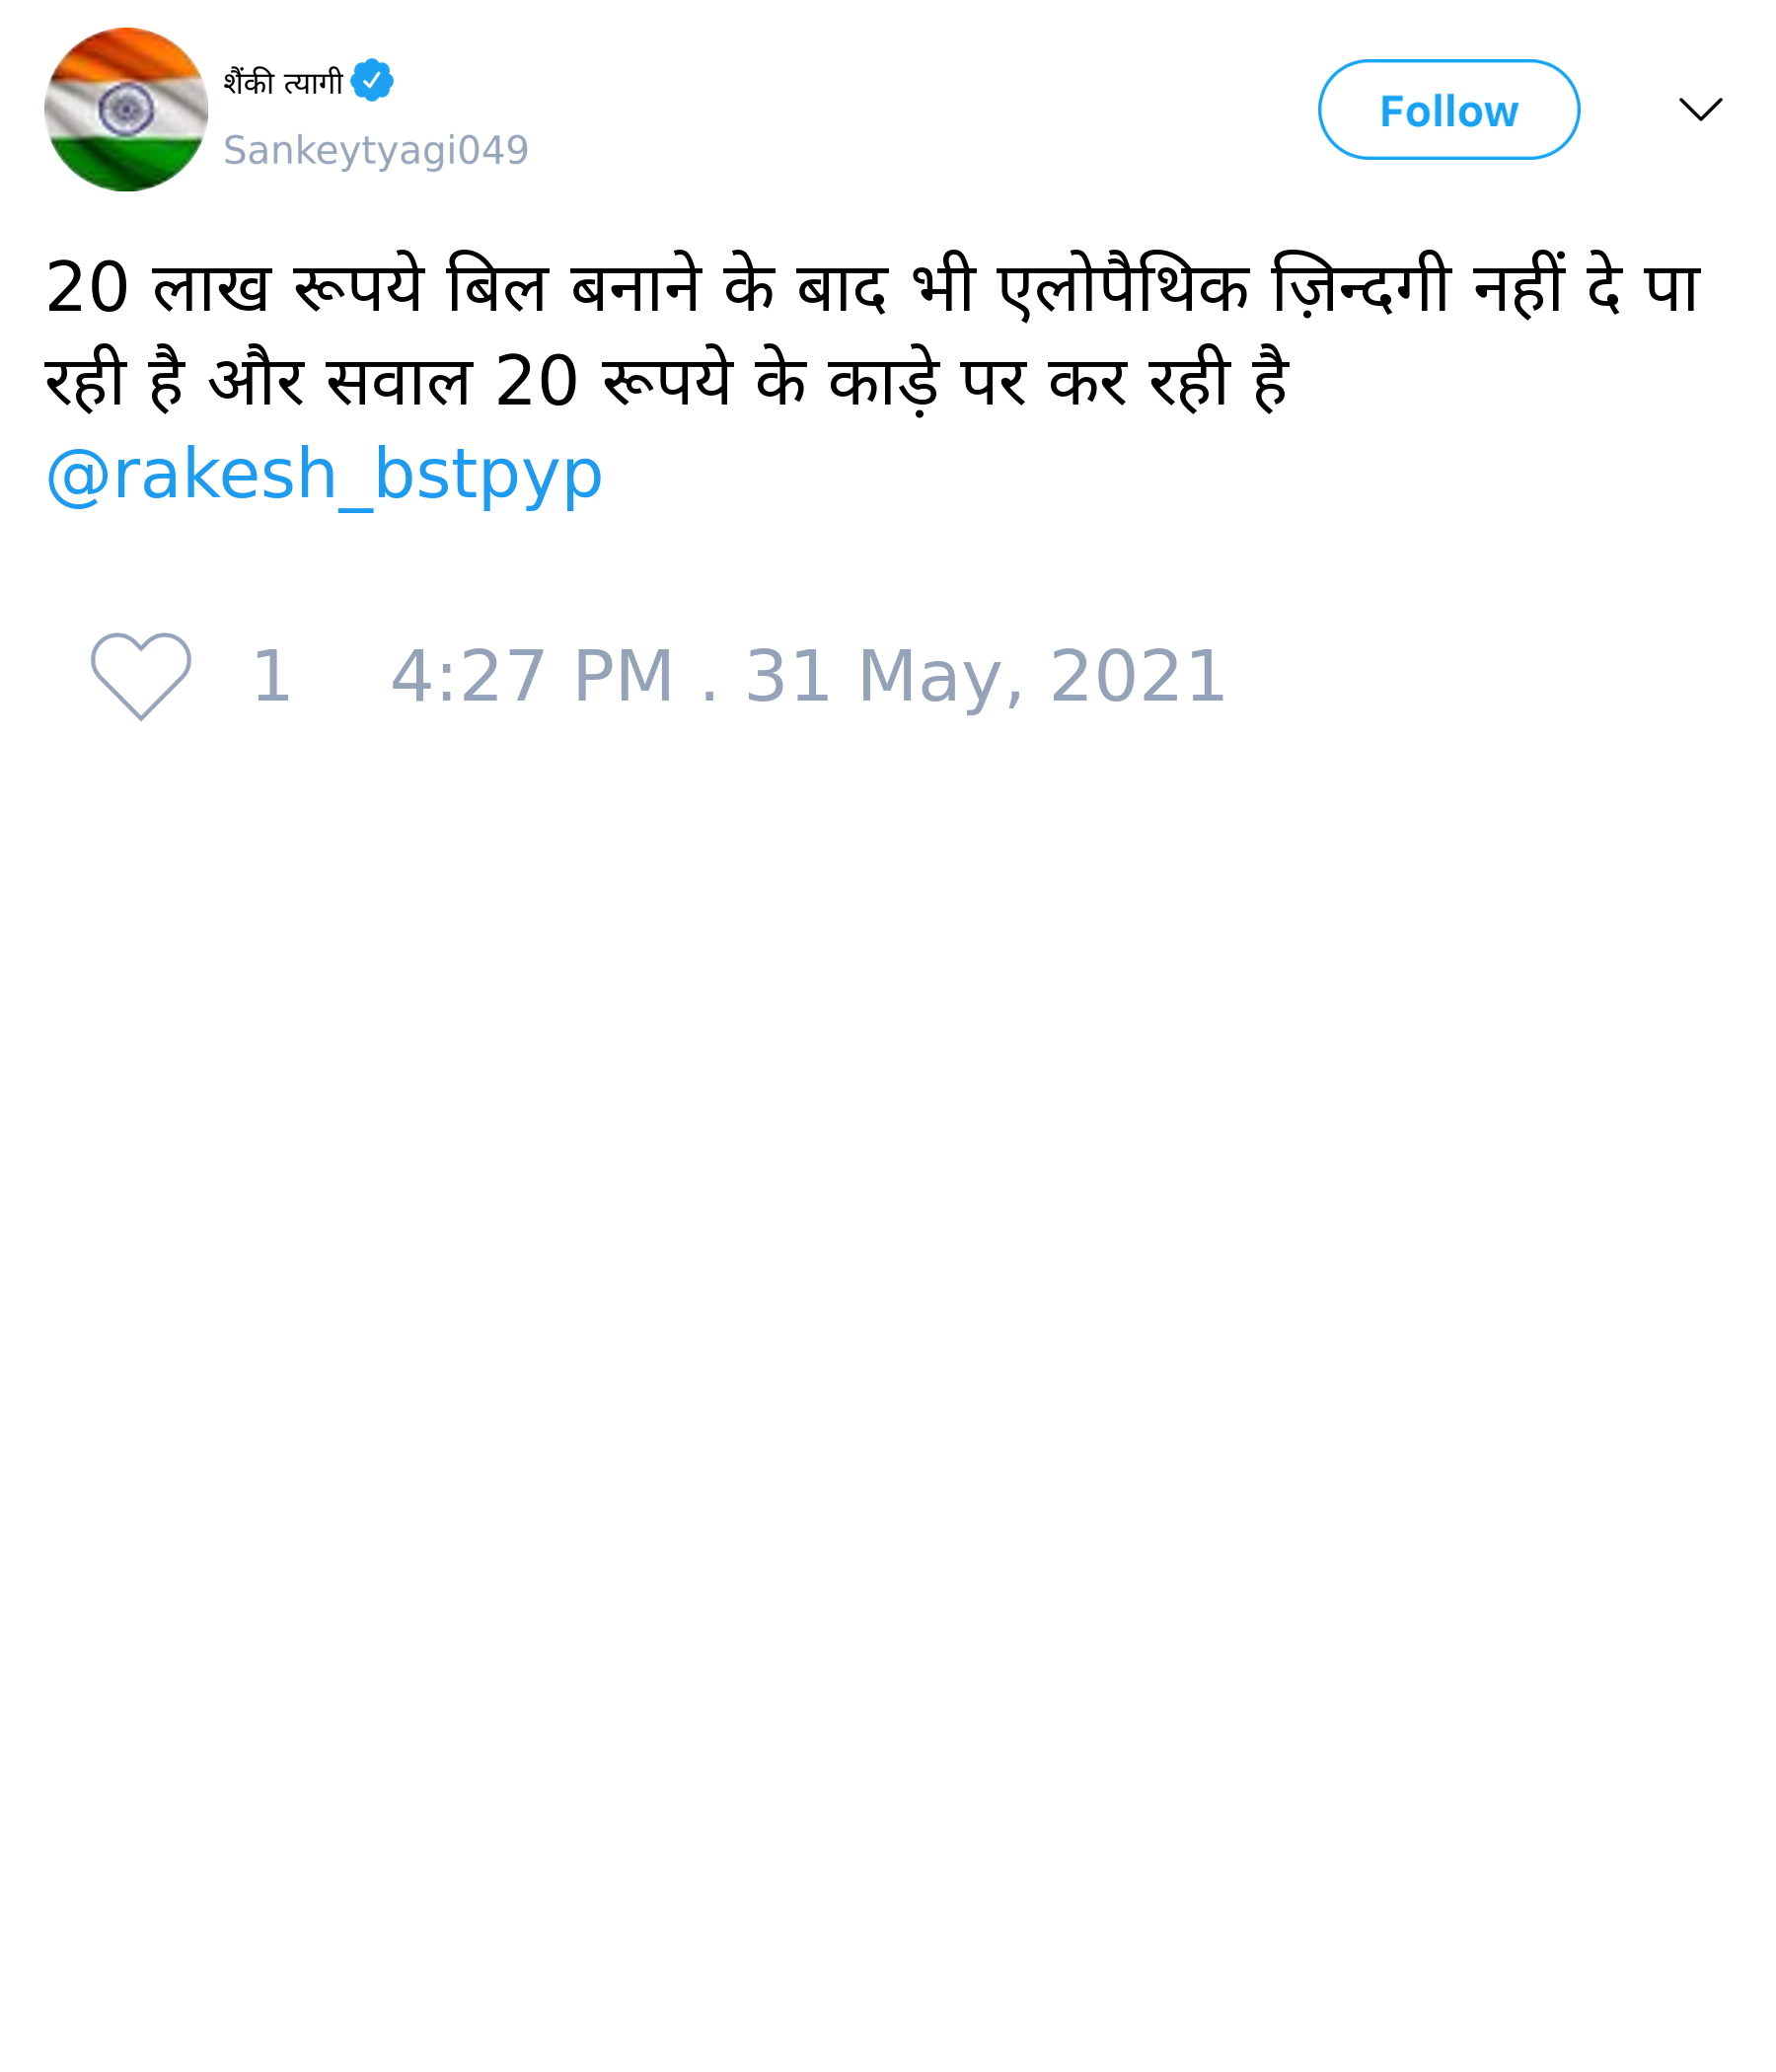 शैंकी त्यागी
Sankeytyagi049
Follow
20 लाख रूपये बिल बनाने के बाद भी एलोपैथिक ज़िन्दगी नहीं दे पा
रही है और सवाल 20 रूपये के काड़े पर कर रही है
@rakesh_bstpyp
1 4:27 PM . 31 May, 2021